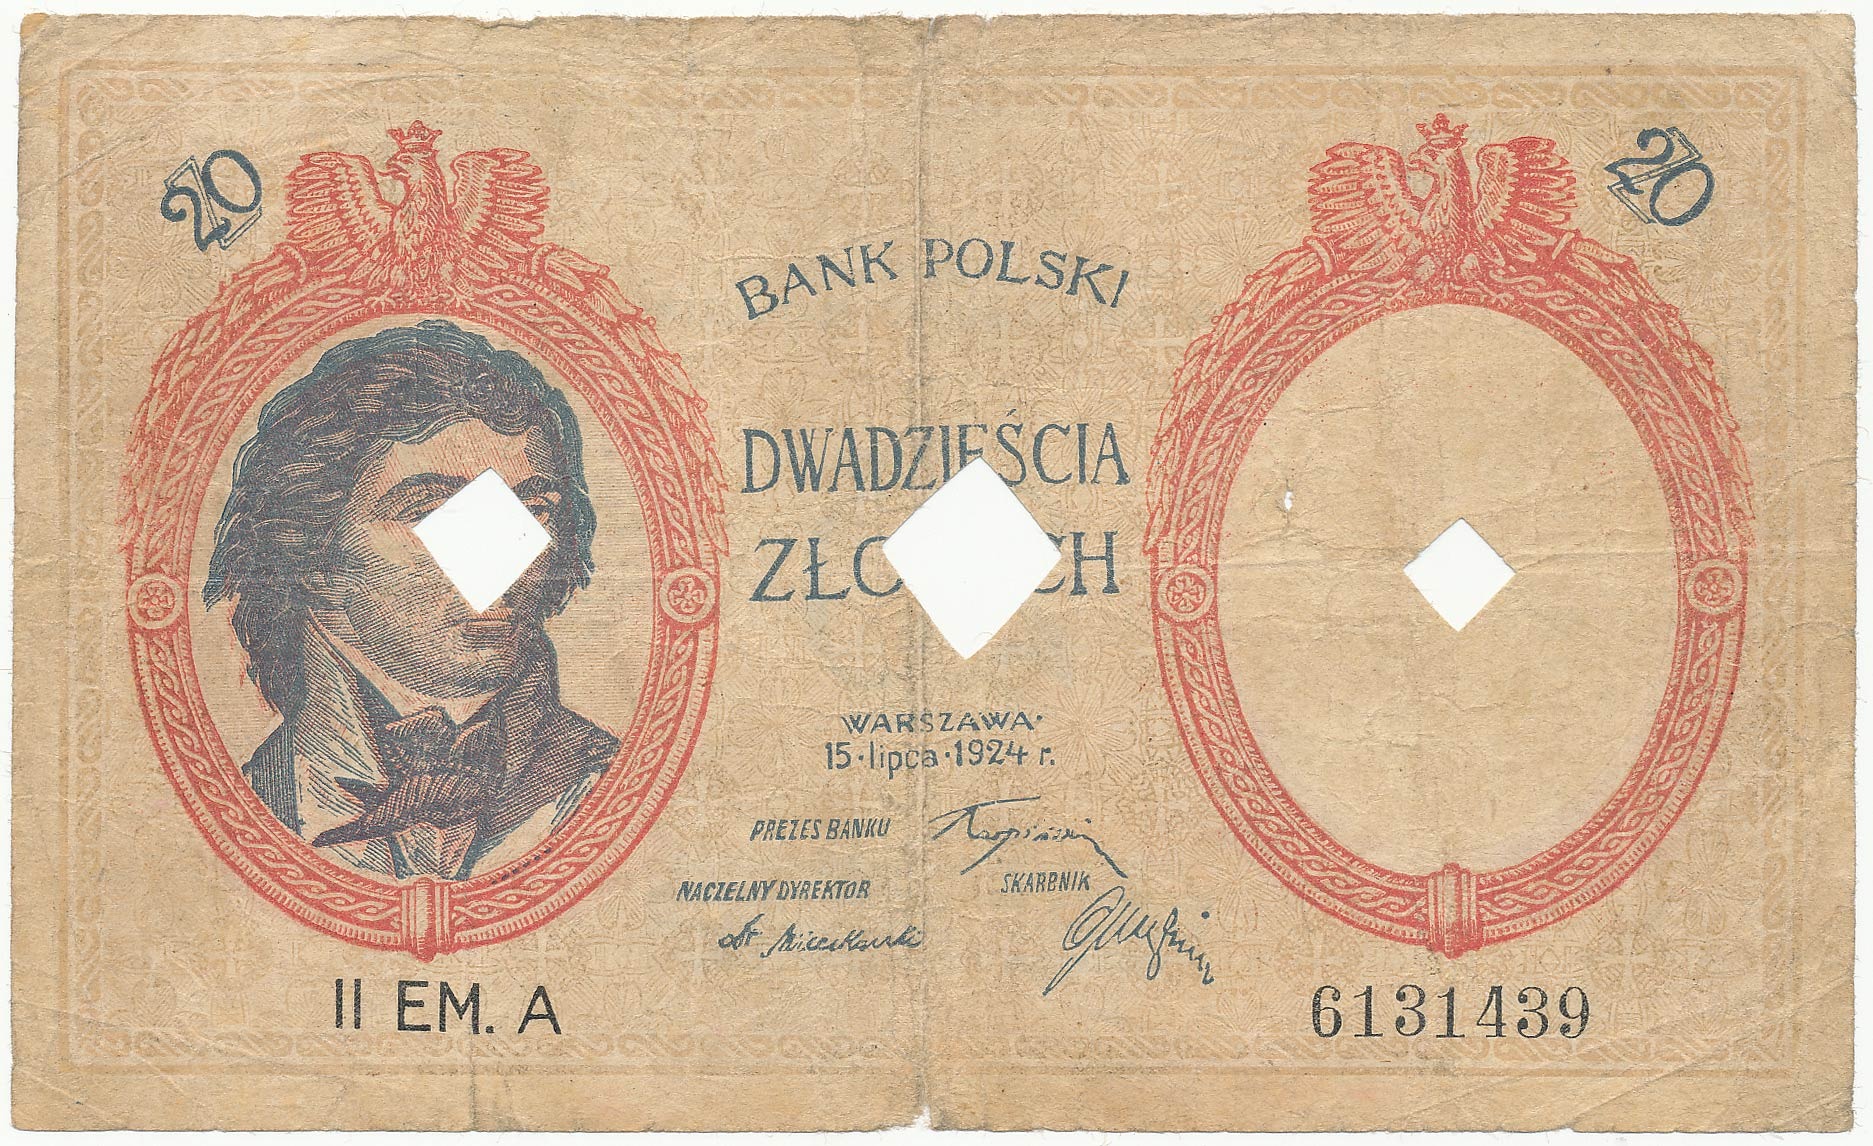 20
20
BANK POLSKI
DWADZIEŚCIA
ZŁO CH
WARSZAWA·
15·lipca·1924 r.
PREZES BANKU
NACZELNY DYREKTOR
SKARBNIK
II EM. A
6131439